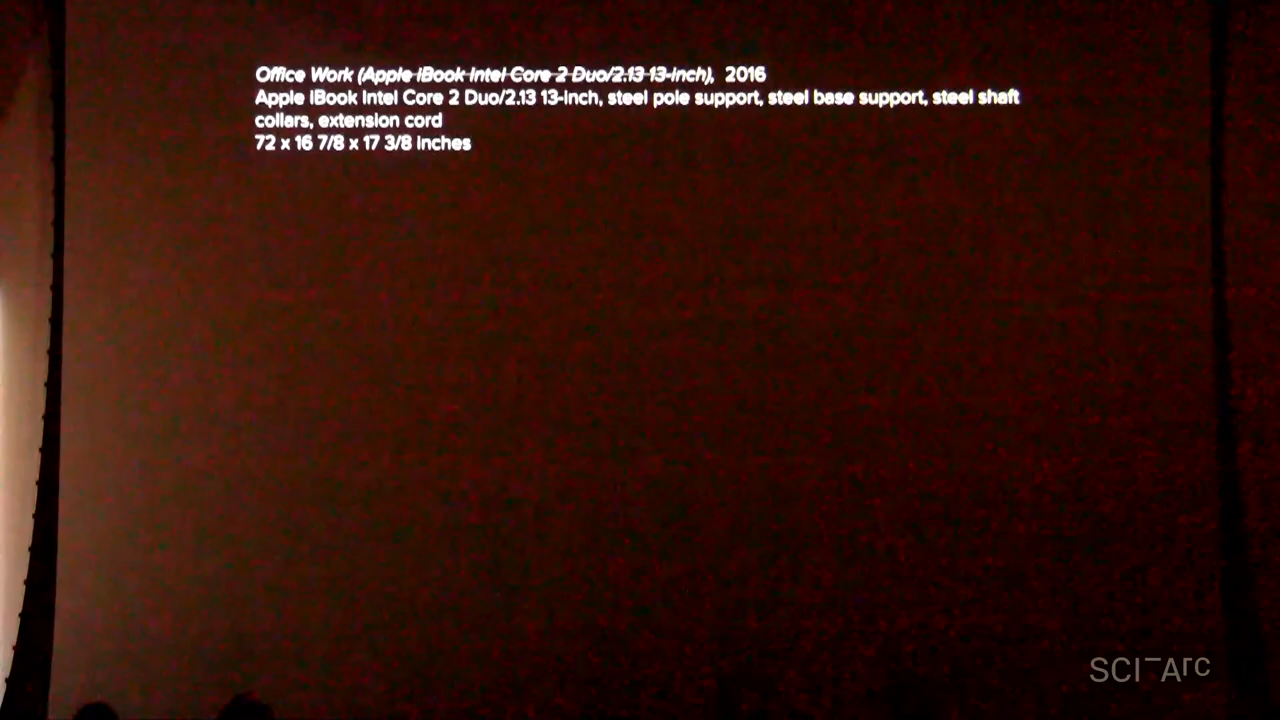 Office Work (Apple iBook Intel Core 2 Duo/2.13 13-Inch), 2016
Apple iBook Intel Core 2 Duo/2.13 13-Inch, steel pole support, steel base support, steel shaft
collars, extension cord
72 x 16 7/8 x 17 3/8 inches
SCI-Arc